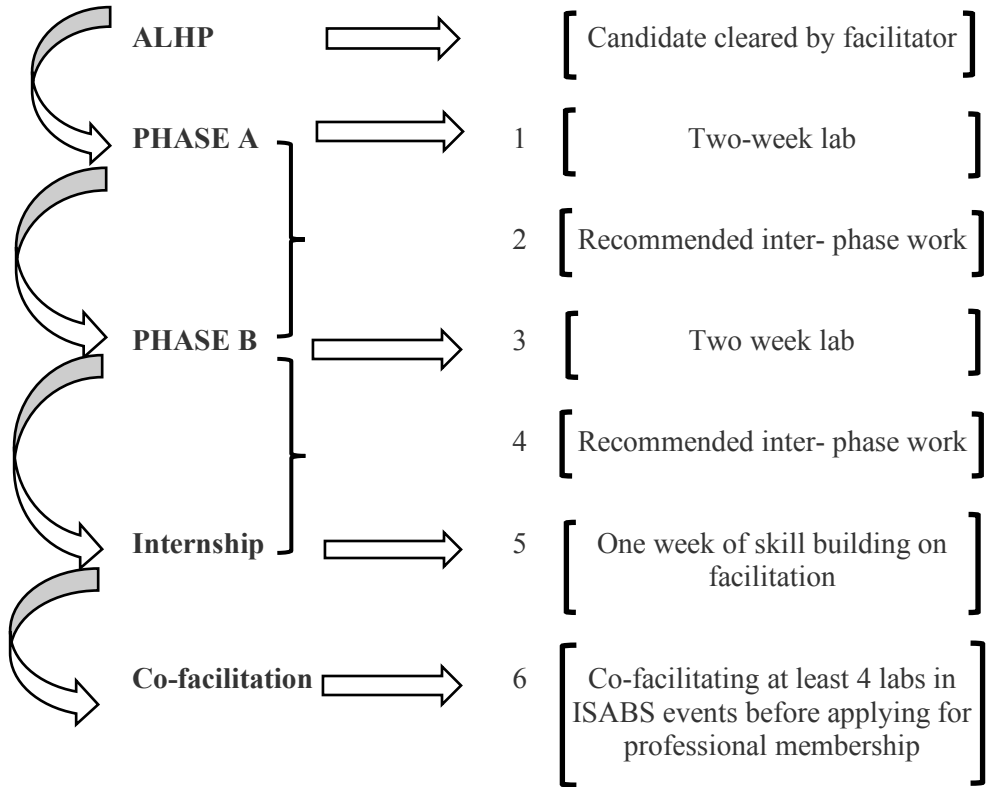 ALHP
Candidate cleared by facilitator
PHASE A
1
Two-week lab
2
Recommended inter- phase work
PHASE B
3
Two week lab
4
Recommended inter- phase work
Internship
5
One week of skill building on
facilitation
Co-facilitation
6
Co-facilitating at least 4 labs in
ISABS events before applying for
professional membership